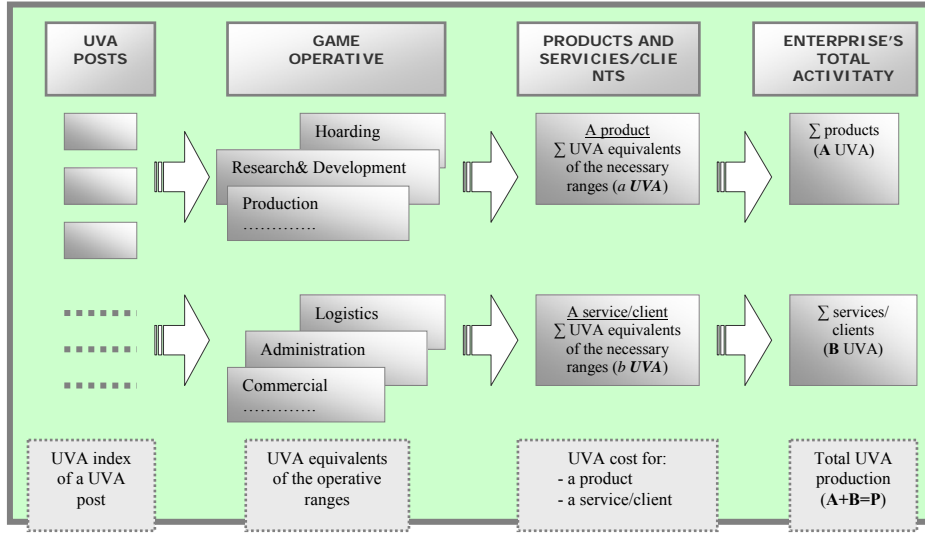 UVA
POSTS
GAME
OPERATIVE
PRODUCTS AND
SERVICIES/CLIE
NTS
ENTERPRISE'S
TOTAL
ACTIVITATY
Hoarding
Research& Development
Production
………….
A product
∑ UVA equivalents
of the necessary
ranges (a UVA)
∑ products
(A UVA)
Logistics
Administration
Commercial
………….
A service/client
∑ UVA equivalents
of the necessary
ranges (b UVA)
∑ services/
clients
(B UVA)
UVA index
of a UVA
post
UVA equivalents
of the operative
ranges
UVA cost for:
- a product
- a service/client
Total UVA
production
(A+B=P)